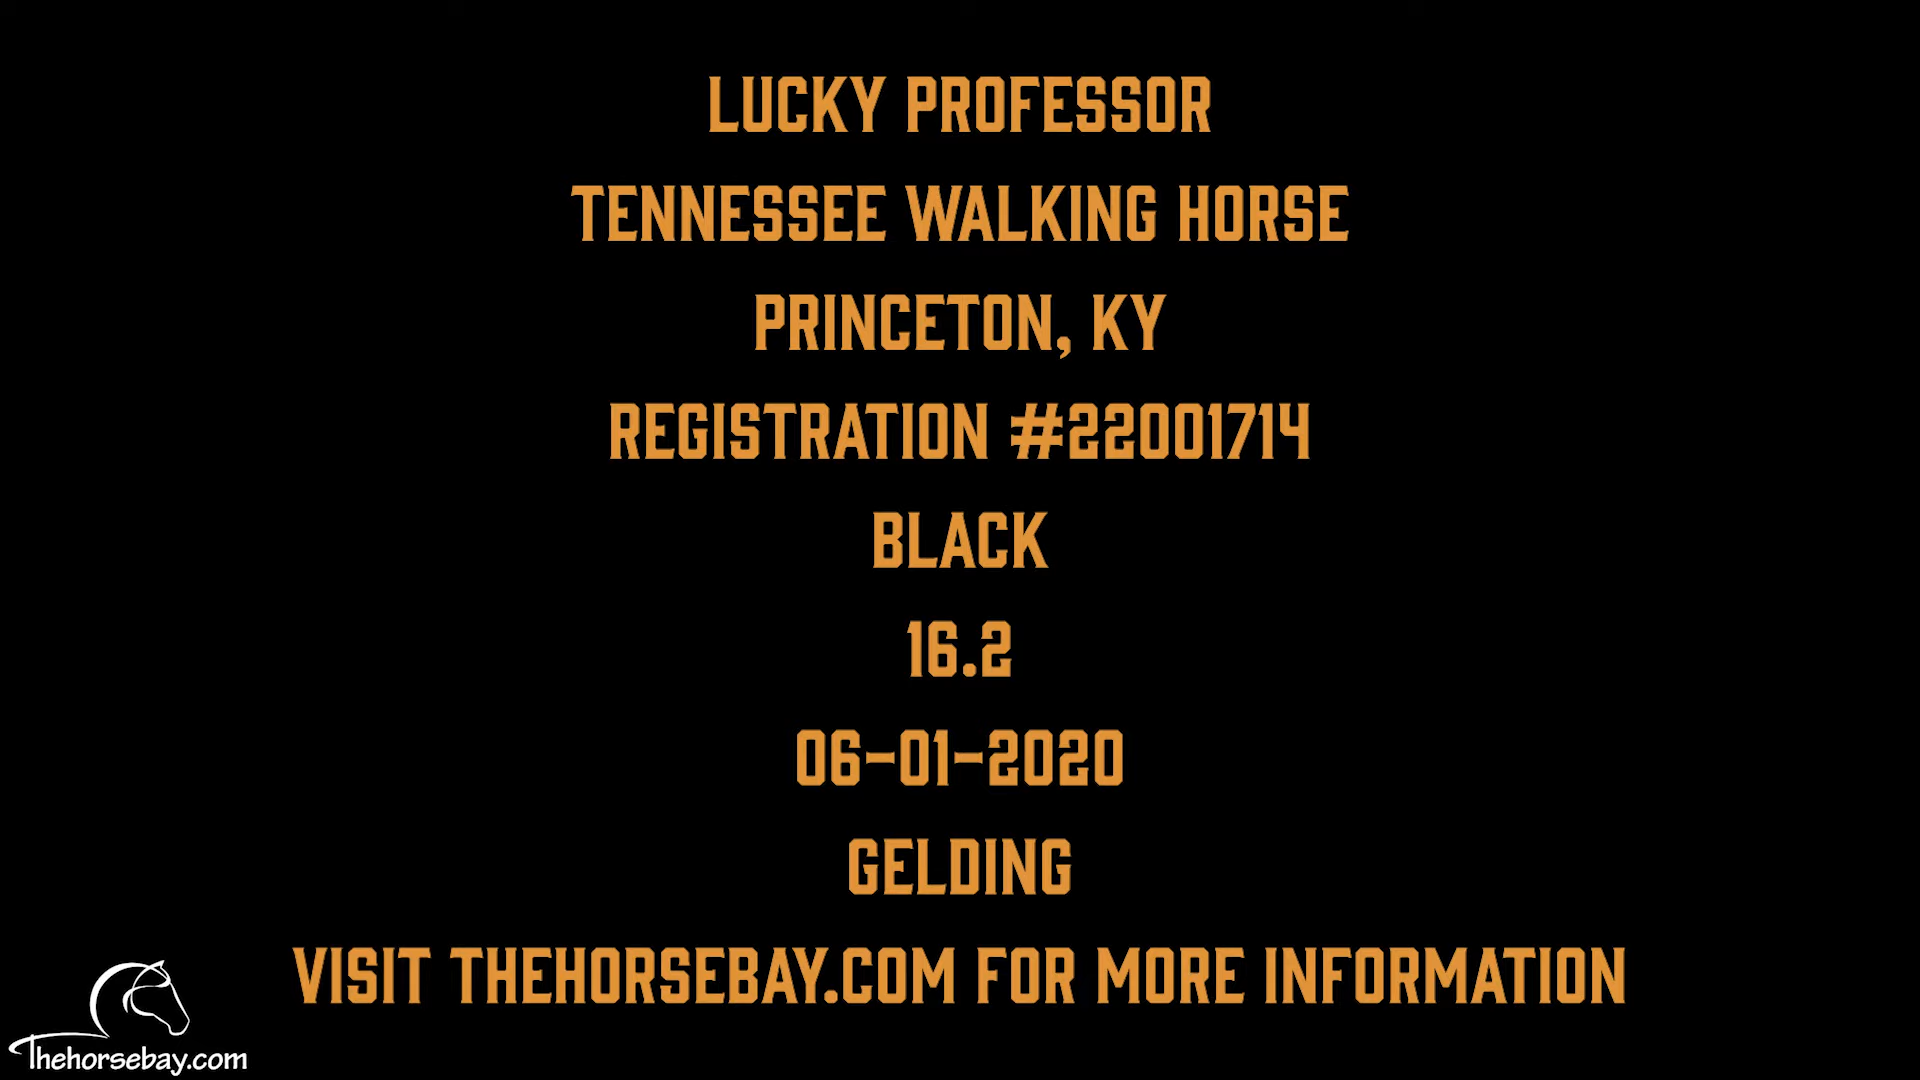 LUCKY PROFESSOR
TENNESSEE WALKING HORSE
PRINCETON, KY
REGISTRATION #22001714
BLACK
16.2
06-01-2020
GELDING
VISIT THEHORSEBAY.COM FOR MORE INFORMATION
Thehorsebay.com